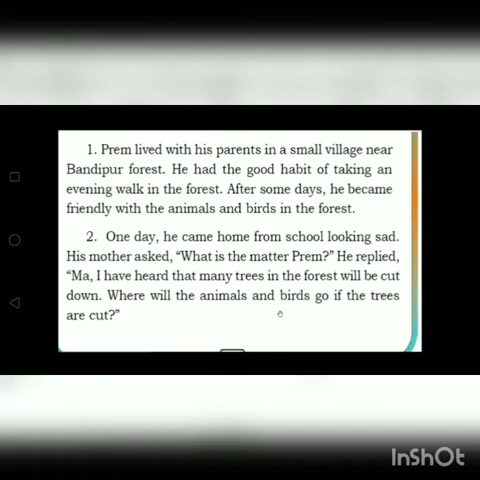 1. Prem lived with his parents in a small village near
Bandipur forest. He had the good habit of taking an
evening walk in the forest. After some days, he became
friendly with the animals and birds in the forest.
2. One day, he came home from school looking sad.
His mother asked, “What is the matter Prem?” He replied,
“Ma, I have heard that many trees in the forest will be cut
down. Where will the animals and birds go if the trees
are cut?”
InShOt